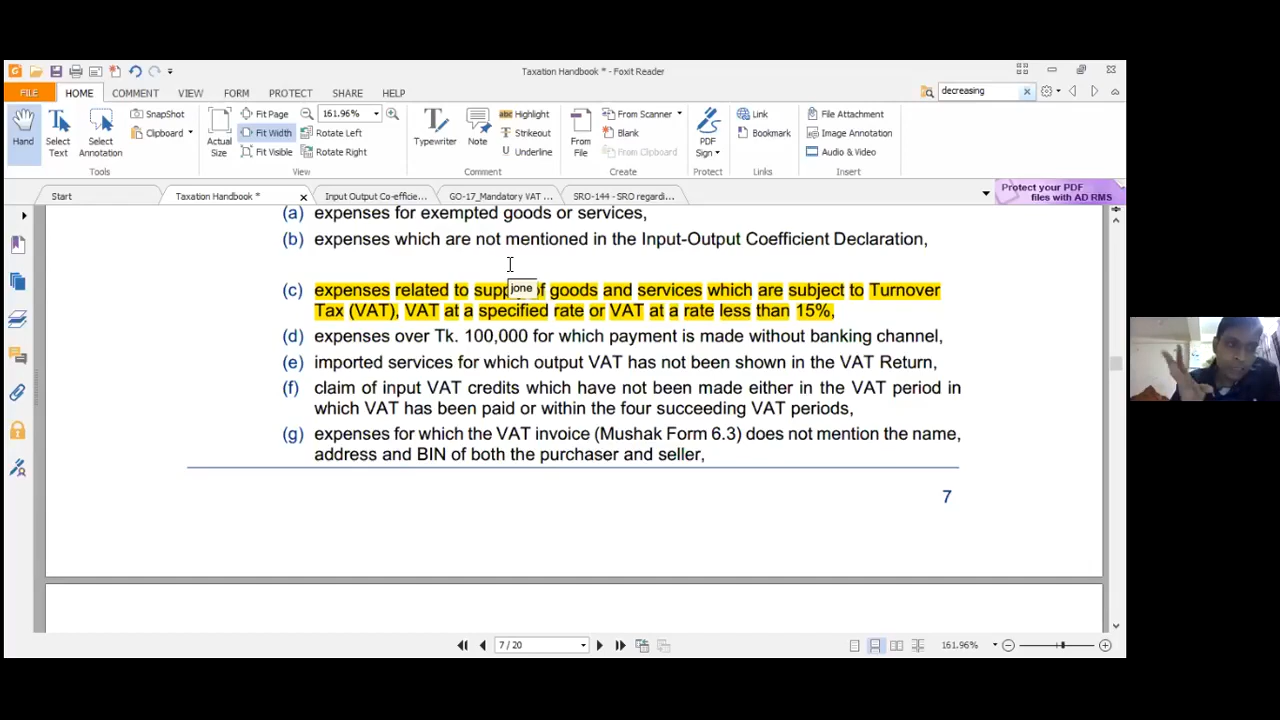 Taxation Handbook * - Foxit Reader
FILE HOME COMMENT VIEW FORM PROTECT SHARE HELP
decreasing
Hand
Select Text
Select Annotation
SnapShot
Clipboard
Tools
Actual Size
Fit Page
Fit Width
Fit Visible
161.96%
Rotate Left
Rotate Right
View
Typewriter
Note
Highlight
Strikeout
Underline
Comment
From File
From Scanner
Blank
From Clipboard
Create
PDF Sign
Protect
Link
Bookmark
Links
File Attachment
Image Annotation
Audio & Video
Insert
Start
Taxation Handbook *
Input Output Co-efficie...
GO-17_Mandatory VAT ...
SRO-144 - SRO regardi...
Protect your PDF
files with AD RMS
(a) expenses for exempted goods or services,
(b) expenses which are not mentioned in the Input-Output Coefficient Declaration,
jone
(c) expenses related to supp of goods and services which are subject to Turnover
Tax (VAT), VAT at a specified rate or VAT at a rate less than 15%,
(d) expenses over Tk. 100,000 for which payment is made without banking channel,
(e) imported services for which output VAT has not been shown in the VAT Return,
(f) claim of input VAT credits which have not been made either in the VAT period in
which VAT has been paid or within the four succeeding VAT periods,
(g) expenses for which the VAT invoice (Mushak Form 6.3) does not mention the name,
address and BIN of both the purchaser and seller,
7
7 / 20
161.96%